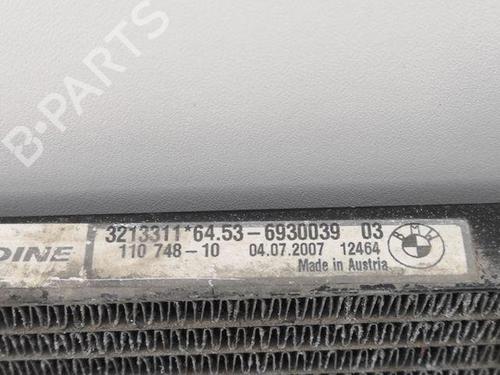 B-PARTS
DINE
3213311*64.53-6930039 03
110 748-10 04.07.2007 12464
Made in Austria
BMW